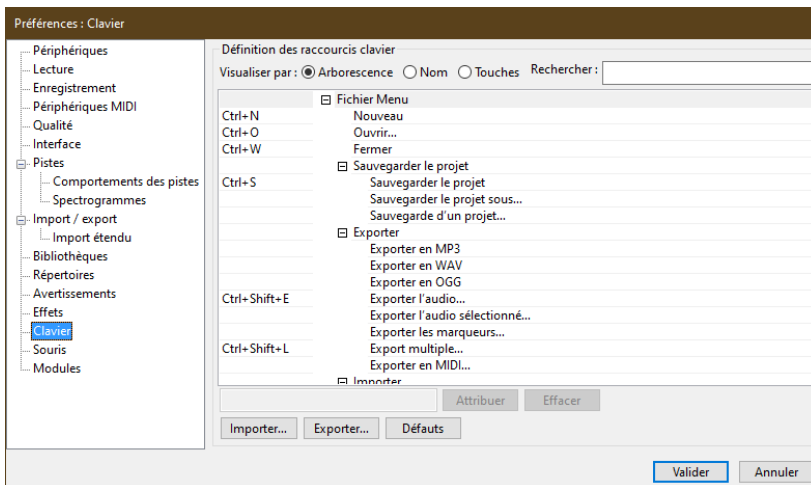 Préférences : Clavier
Périphériques
Lecture
Enregistrement
Périphériques MIDI
Qualité
Interface
Pistes
Comportements des pistes
Spectrogrammes
Import / export
Import étendu
Bibliothèques
Répertoires
Avertissements
Effets
Clavier
Souris
Modules
Définition des raccourcis clavier
Visualiser par : Arborescence Nom Touches Rechercher :
Fichier Menu
Ctrl+N Nouveau
Ctrl+O Ouvrir...
Ctrl+W Fermer
Sauvegarder le projet
Ctrl+S Sauvegarder le projet
Sauvegarder le projet sous...
Sauvegarde d'un projet...
Exporter
Exporter en MP3
Exporter en WAV
Exporter en OGG
Ctrl+Shift+E Exporter l'audio...
Exporter l'audio sélectionné...
Exporter les marqueurs...
Ctrl+Shift+L Export multiple...
Exporter en MIDI...
Importer
Attribuer Effacer
Importer... Exporter... Défauts
Valider Annuler